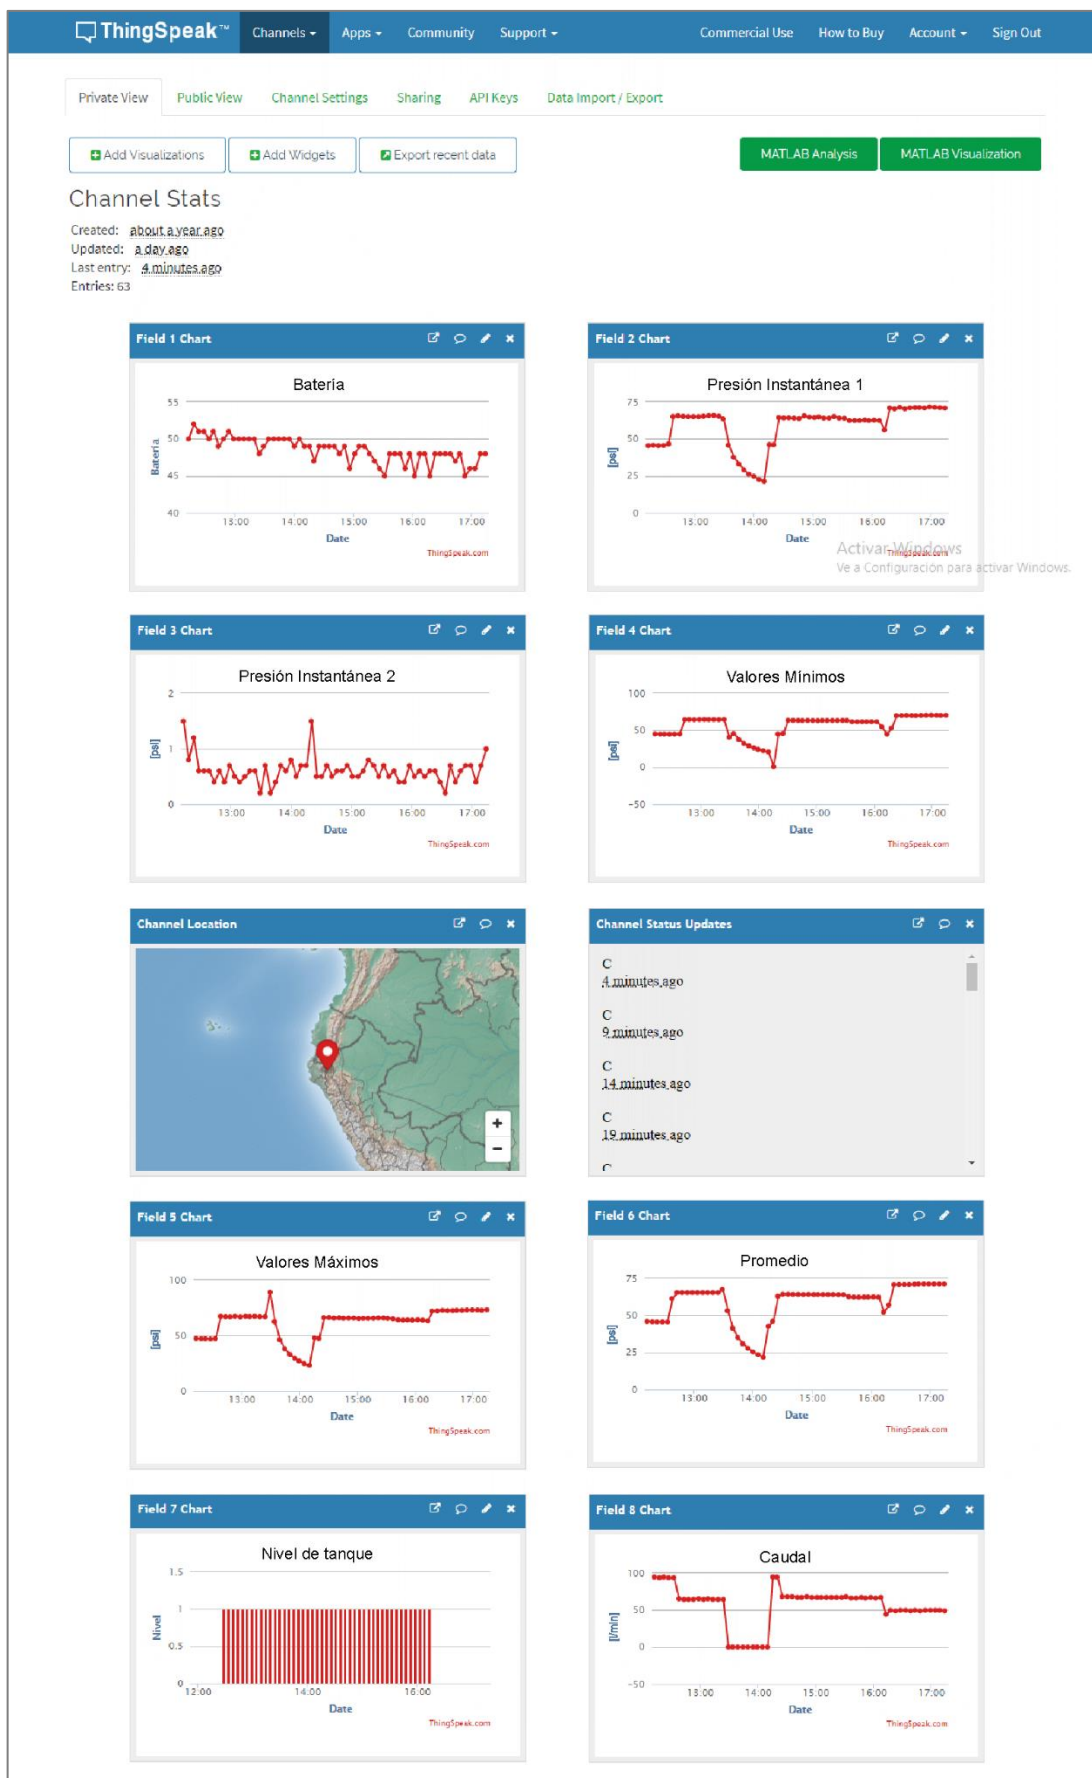 ThingSpeak™ Channels Apps Community Support Commercial Use How to Buy Account Sign Out
Private View Public View Channel Settings Sharing API Keys Data Import / Export
Add Visualizations Add Widgets Export recent data MATLAB Analysis MATLAB Visualization
Channel Stats
Created: about a year ago
Updated: a day ago
Last entry: 4 minutes ago
Entries: 63
Field 1 Chart
Batería
55
50
45
40
Batería
13:00 14:00 15:00 16:00 17:00
Date
ThingSpeak.com
Field 2 Chart
Presión Instantánea 1
75
50
25
0
[psi]
13:00 14:00 15:00 16:00 17:00
Date
ThingSpeak.com
Activar Windows
Ve a Configuración para activar Windows.
Field 3 Chart
Presión Instantánea 2
2
1
0
[psi]
13:00 14:00 15:00 16:00 17:00
Date
ThingSpeak.com
Field 4 Chart
Valores Mínimos
100
50
0
-50
[psi]
13:00 14:00 15:00 16:00 17:00
Date
ThingSpeak.com
Channel Location
+
−
Channel Status Updates
C
4 minutes ago
C
9 minutes ago
C
14 minutes ago
C
19 minutes ago
C
Field 5 Chart
Valores Máximos
100
50
0
[psi]
13:00 14:00 15:00 16:00 17:00
Date
ThingSpeak.com
Field 6 Chart
Promedio
75
50
25
0
[psi]
13:00 14:00 15:00 16:00 17:00
Date
ThingSpeak.com
Field 7 Chart
Nivel de tanque
1.5
1
0.5
0
Nivel
12:00 14:00 16:00
Date
ThingSpeak.com
Field 8 Chart
Caudal
100
50
0
-50
[l/min]
13:00 14:00 15:00 16:00 17:00
Date
ThingSpeak.com